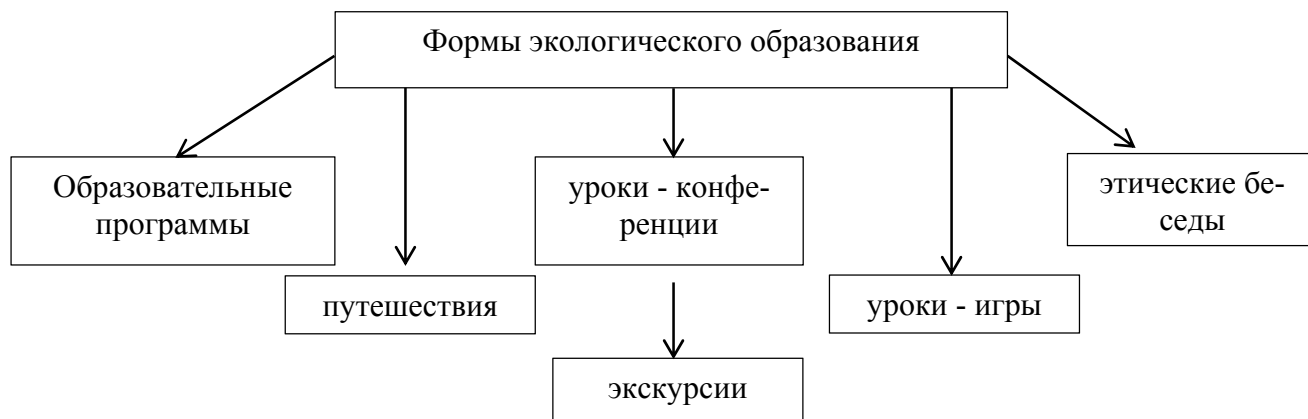 Формы экологического образования
Образовательные
программы
уроки - конфе-
ренции
этические бе-
седы
путешествия
уроки - игры
экскурсии